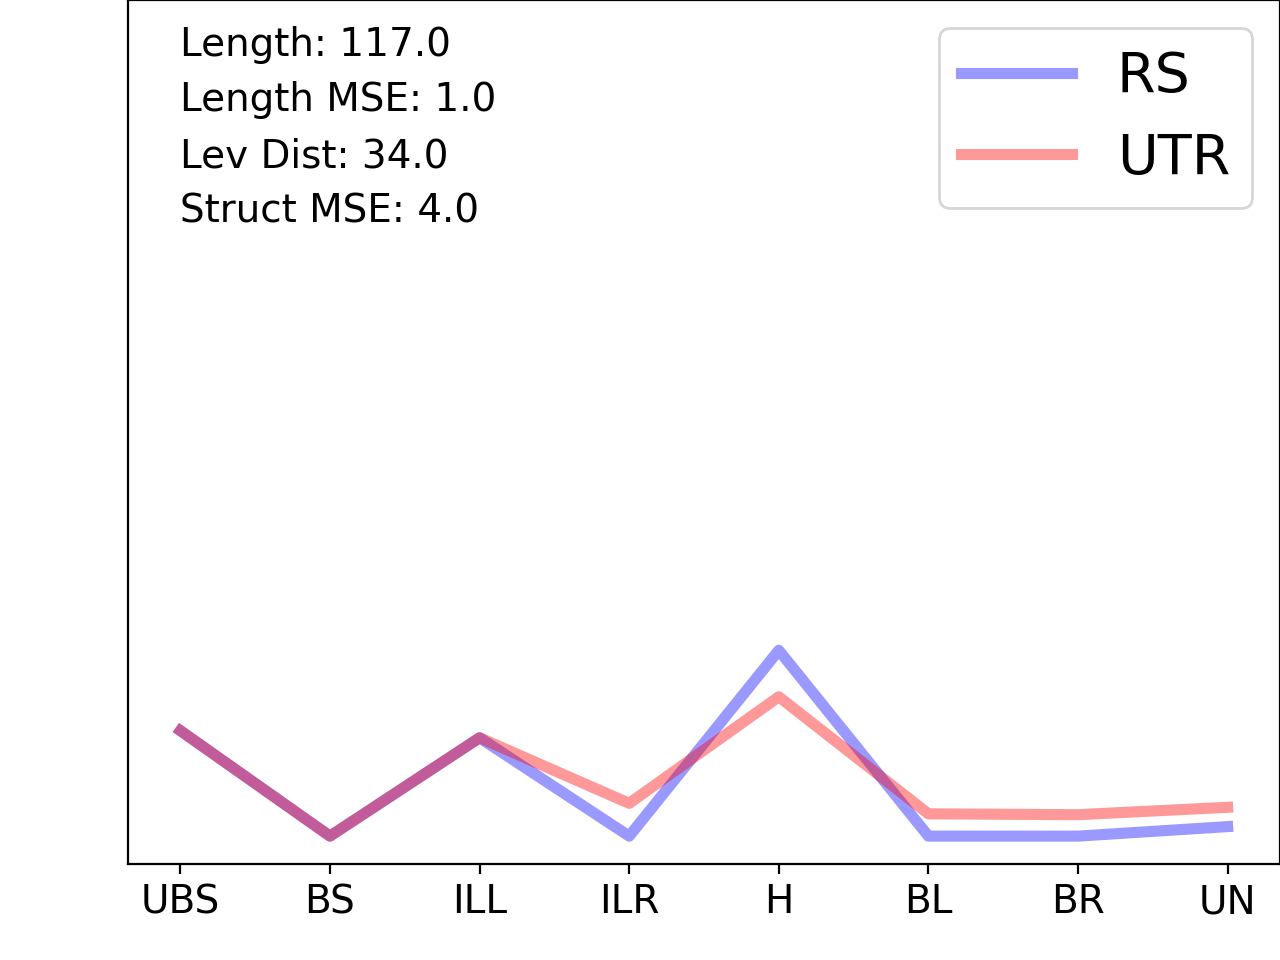 Length: 117.0
Length MSE: 1.0
Lev Dist: 34.0
Struct MSE: 4.0
RS
UTR
UBS BS ILL ILR H BL BR UN